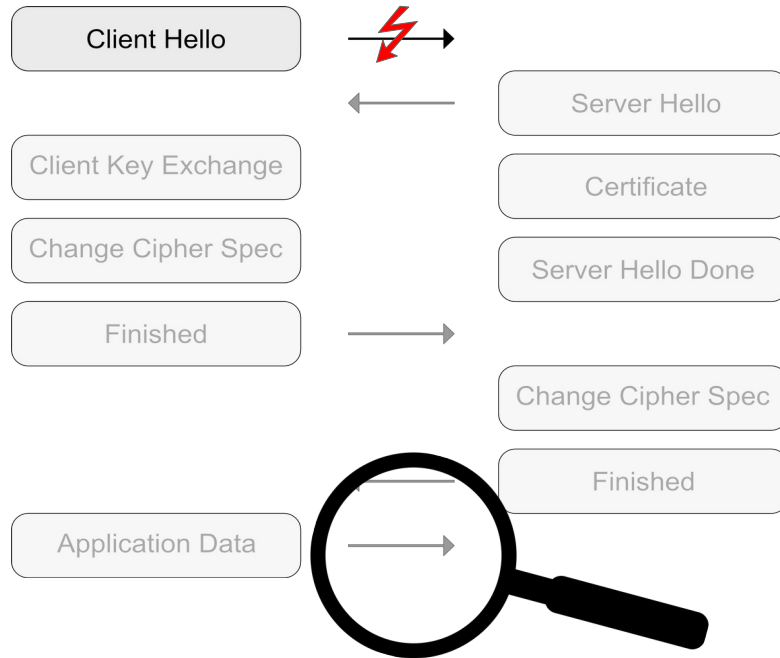 Client Hello
Server Hello
Client Key Exchange
Certificate
Change Cipher Spec
Server Hello Done
Finished
Change Cipher Spec
Finished
Application Data